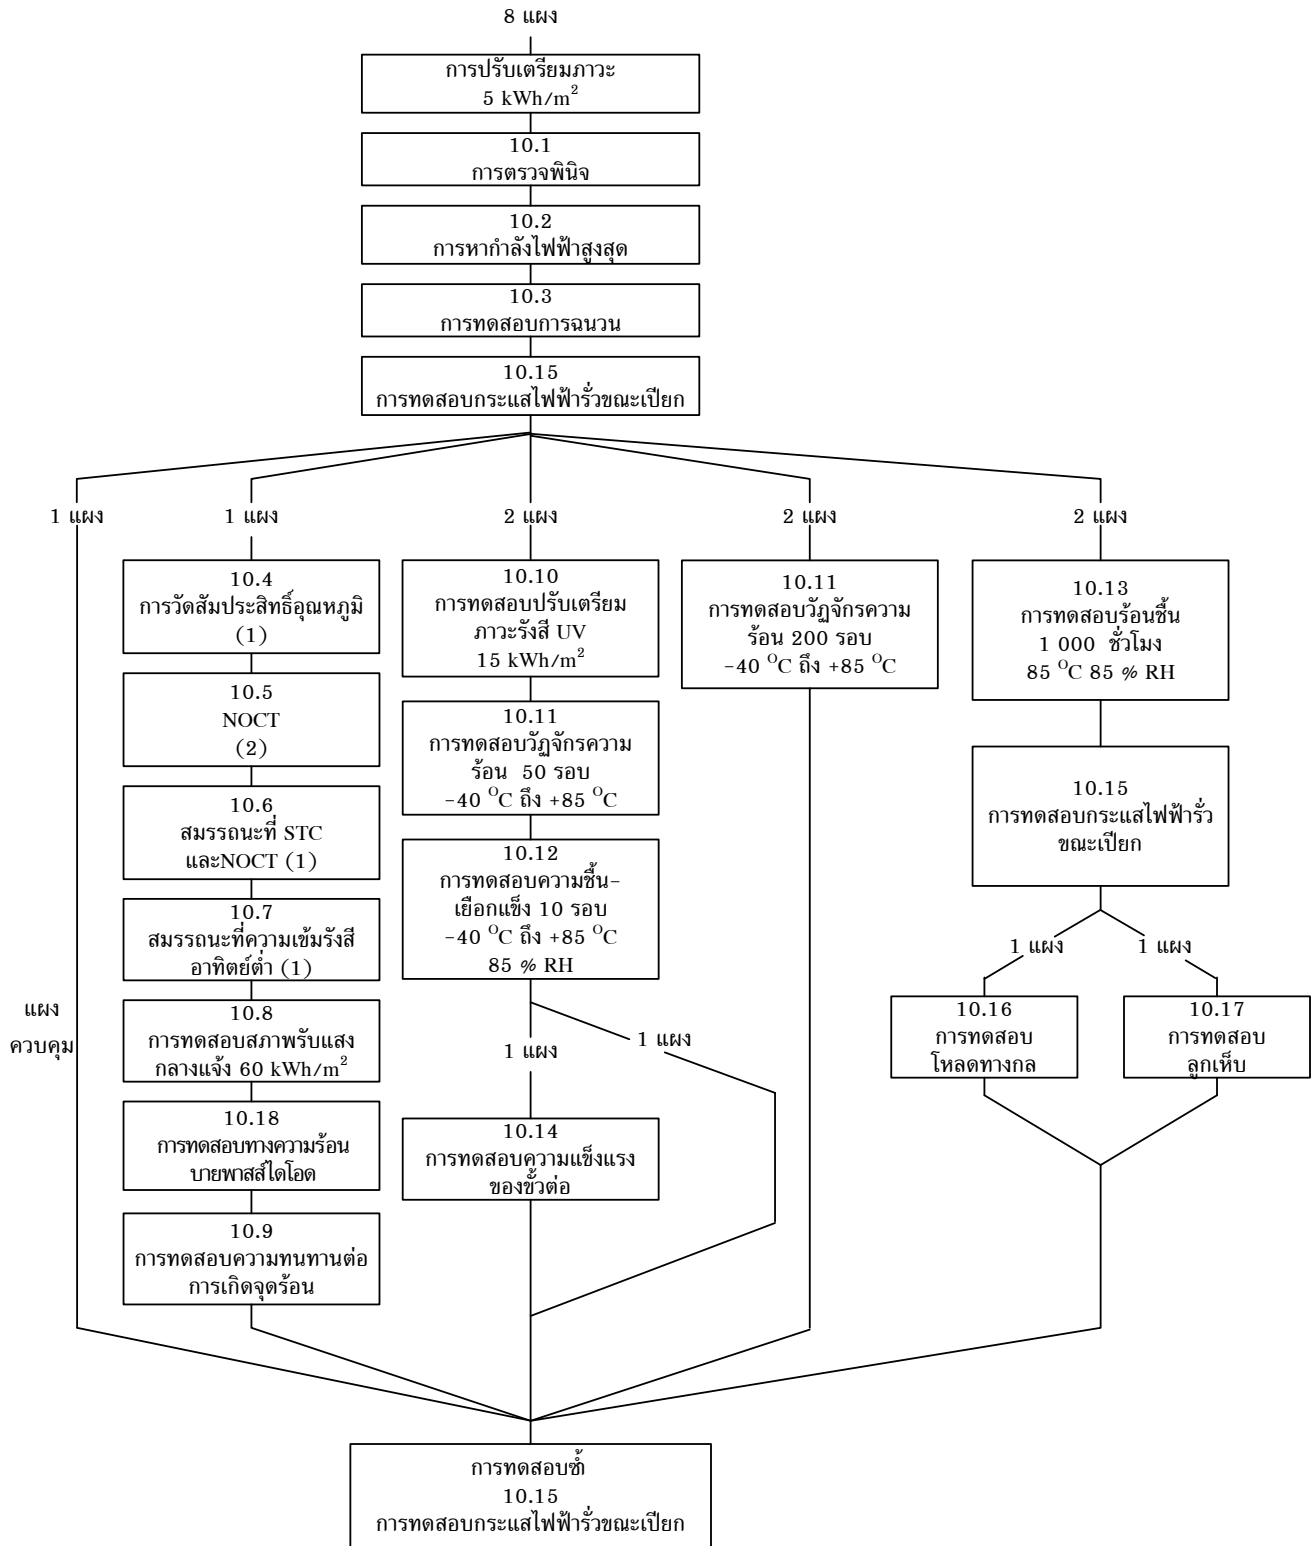 8 แผง
การปรับเตรียมภาวะ
5 kWh/m²
10.1
การตรวจพินิจ
10.2
การหากำลังไฟฟ้าสูงสุด
10.3
การทดสอบการฉนวน
10.15
การทดสอบกระแสไฟฟ้ารั่วขณะเปียก
1 แผง
แผง
ควบคุม
1 แผง
10.4
การวัดสัมประสิทธิ์อุณหภูมิ
(1)
10.5
NOCT
(2)
10.6
สมรรถนะที่ STC
และNOCT (1)
10.7
สมรรถนะที่ความเข้มรังสี
อาทิตย์ต่ำ (1)
10.8
การทดสอบสภาพรับแสง
กลางแจ้ง 60 kWh/m²
10.18
การทดสอบทางความร้อน
บายพาสส์ไดโอด
10.9
การทดสอบความทนทานต่อ
การเกิดจุดร้อน
2 แผง
10.10
การทดสอบปรับเตรียม
ภาวะรังสี UV
15 kWh/m²
10.11
การทดสอบวัฏจักรความ
ร้อน 50 รอบ
-40 °C ถึง +85 °C
10.12
การทดสอบความชื้น-
เยือกแข็ง 10 รอบ
-40 °C ถึง +85 °C
85 % RH
1 แผง
1 แผง
10.14
การทดสอบความแข็งแรง
ของขั้วต่อ
2 แผง
10.11
การทดสอบวัฏจักรความ
ร้อน 200 รอบ
-40 °C ถึง +85 °C
2 แผง
10.13
การทดสอบร้อนชื้น
1 000 ชั่วโมง
85 °C 85 % RH
10.15
การทดสอบกระแสไฟฟ้ารั่ว
ขณะเปียก
1 แผง
1 แผง
10.16
การทดสอบ
โหลดทางกล
10.17
การทดสอบ
ลูกเห็บ
การทดสอบซ้ำ
10.15
การทดสอบกระแสไฟฟ้ารั่วขณะเปียก